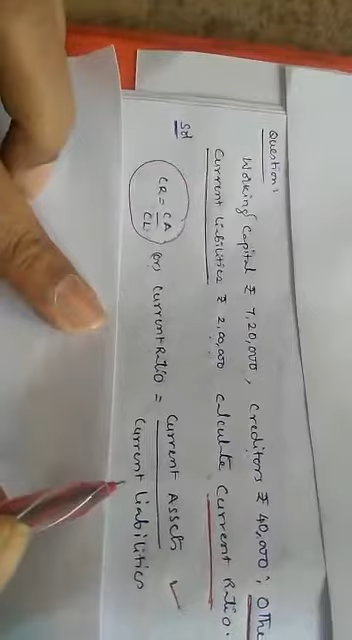 Question:
Working Capital ₹ 7,20,000, Creditors ₹ 40,000; Othe
Current liabilities ₹ 2,00,000 Calculate Current Ratio.
Sol
CR = CA
CL
(or) Current Ratio = Current Assets
Current Liabilities